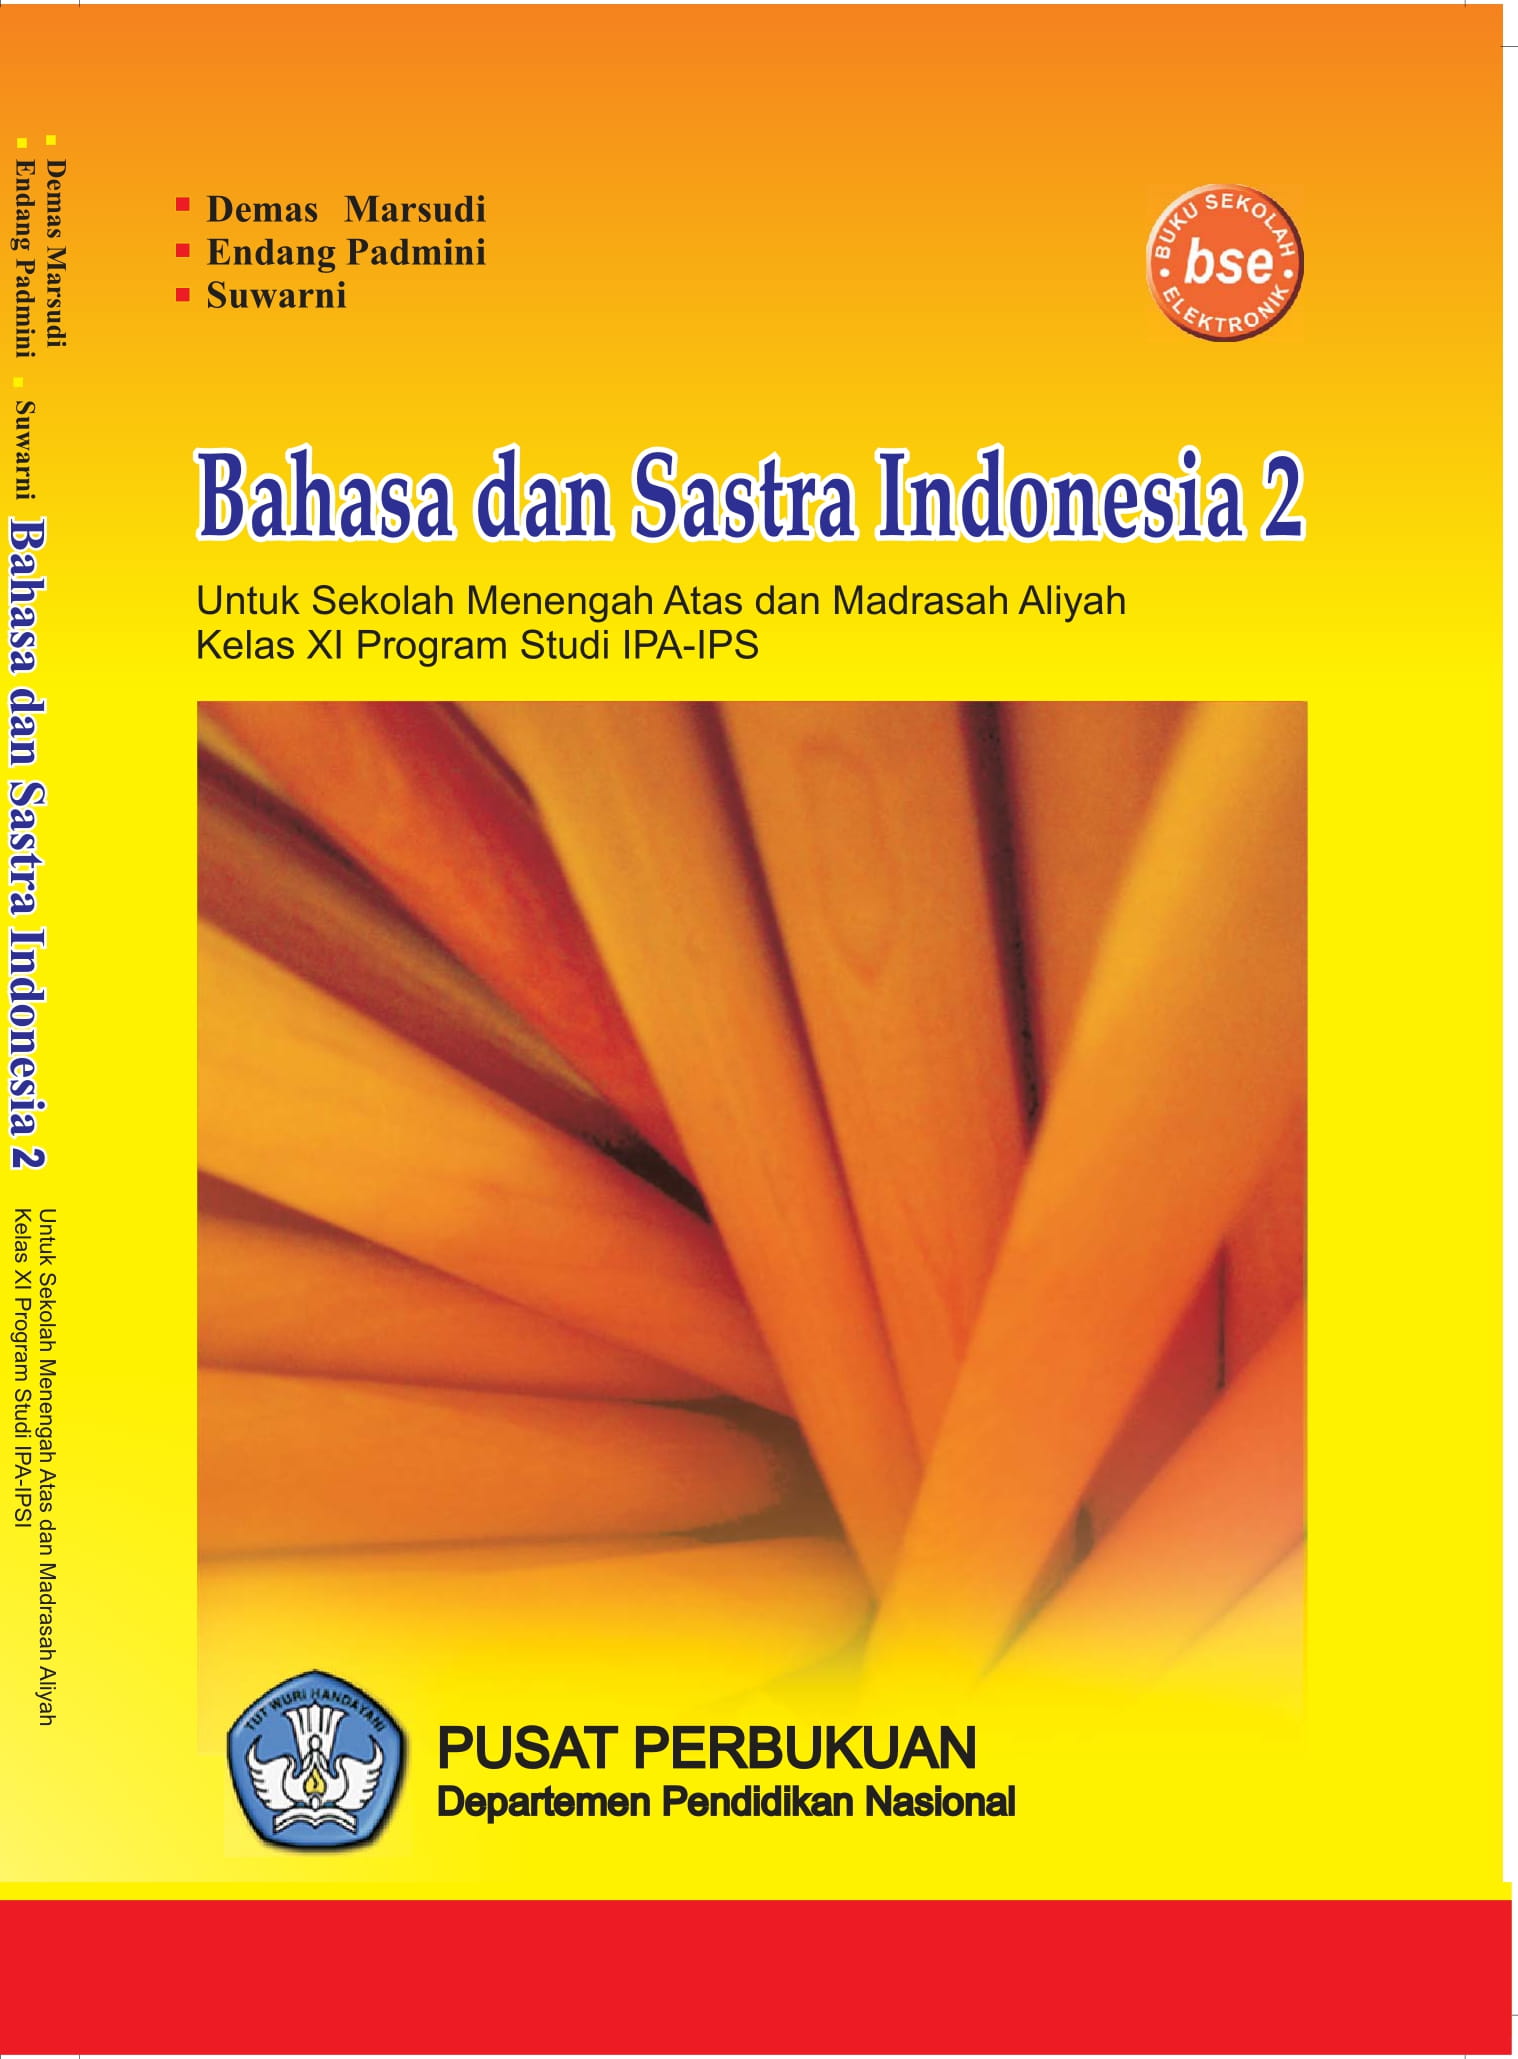 Demas Marsudi
Endang Padmini
Suwarni
Bahasa dan Sastra Indonesia 2
Untuk Sekolah Menengah Atas dan Madrasah Aliyah
Kelas XI Program Studi IPA-IPSI
Demas Marsudi
Endang Padmini
Suwarni
BUKU SEKOLAH
bse
ELEKTRONIK
Bahasa dan Sastra Indonesia 2
Untuk Sekolah Menengah Atas dan Madrasah Aliyah
Kelas XI Program Studi IPA-IPS
TUT WURI HANDAYANI
PUSAT PERBUKUAN
Departemen Pendidikan Nasional